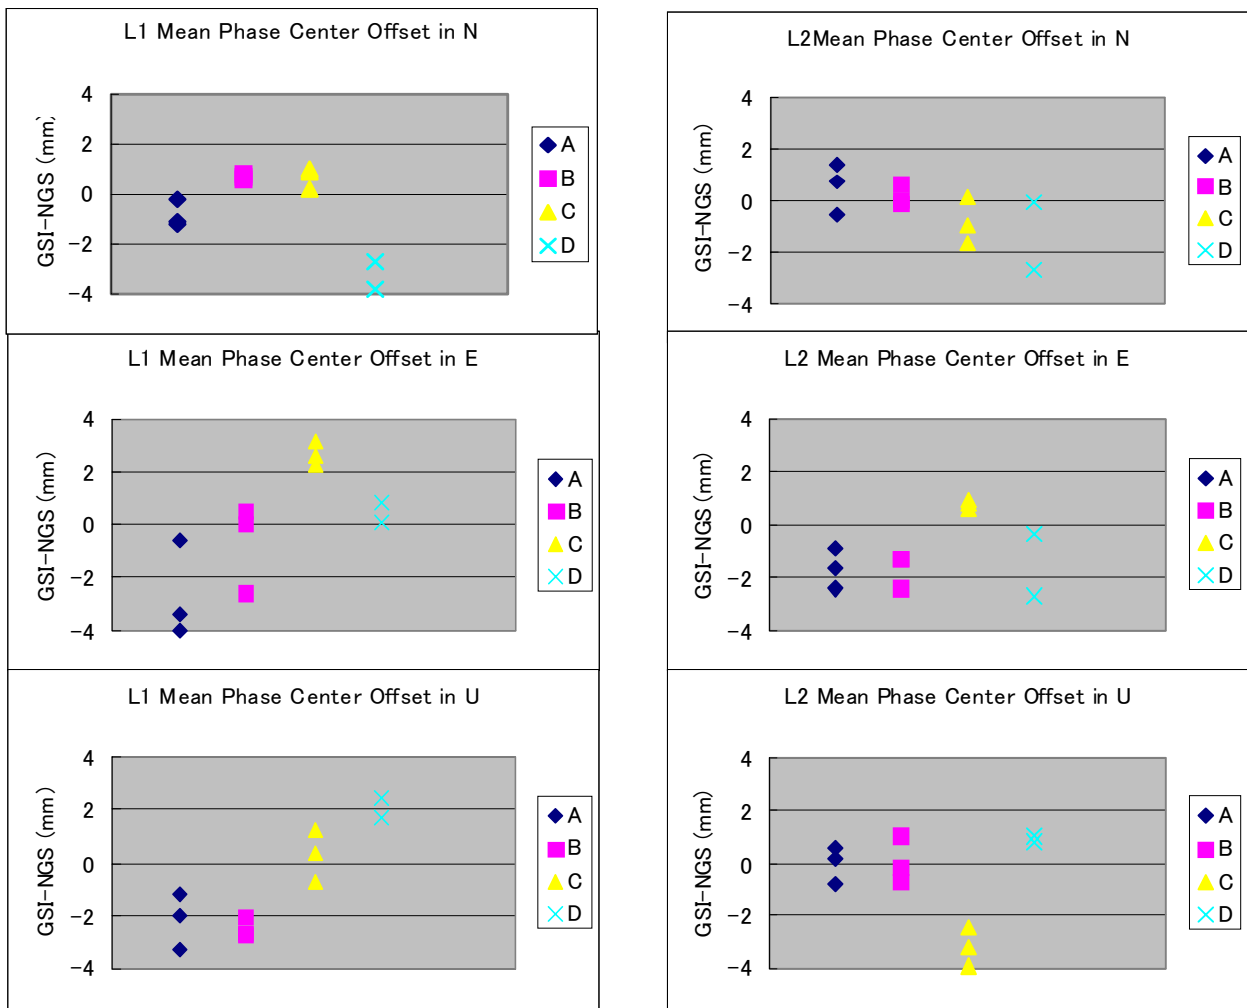 L1 Mean Phase Center Offset in N
GSI-NGS (mm)
4
2
0
-2
-4
A
B
C
D
L2Mean Phase Center Offset in N
GSI-NGS (mm)
4
2
0
-2
-4
A
B
C
D
L1 Mean Phase Center Offset in E
GSI-NGS (mm)
4
2
0
-2
-4
A
B
C
D
L2 Mean Phase Center Offset in E
GSI-NGS (mm)
4
2
0
-2
-4
A
B
C
D
L1 Mean Phase Center Offset in U
GSI-NGS (mm)
4
2
0
-2
-4
A
B
C
D
L2 Mean Phase Center Offset in U
GSI-NGS (mm)
4
2
0
-2
-4
A
B
C
D